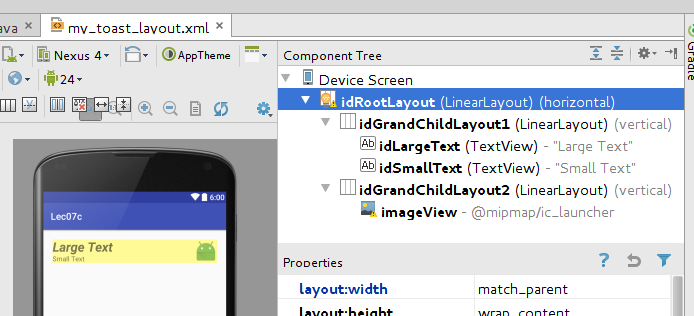 ava × my_toast_layout.xml ×
Nexus 4 AppTheme
24
Component Tree
Device Screen
idRootLayout (LinearLayout) (horizontal)
idGrandChildLayout1 (LinearLayout) (vertical)
Ab idLargeText (TextView) - "Large Text"
Ab idSmallText (TextView) - "Small Text"
idGrandChildLayout2 (LinearLayout) (vertical)
imageView - @mipmap/ic_launcher
Gradle
6:00
Lec07c
Large Text
Small Text
Properties ?
layout:width match_parent
layout:height wrap_content